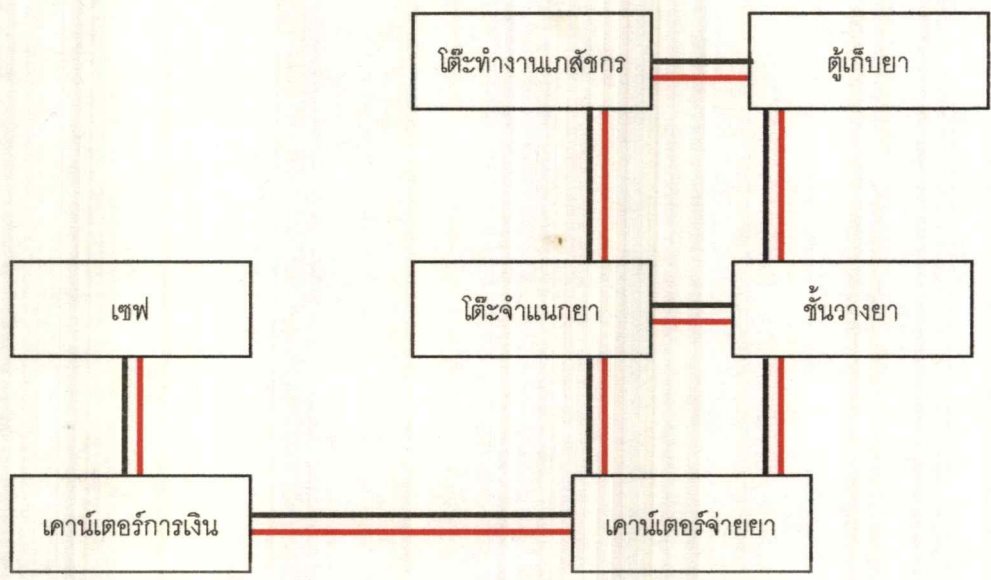 โต๊ะทำงานเภสัชกร
ตู้เก็บยา
เซฟ
โต๊ะจำแนกยา
ชั้นวางยา
เคาน์เตอร์การเงิน
เคาน์เตอร์จ่ายยา